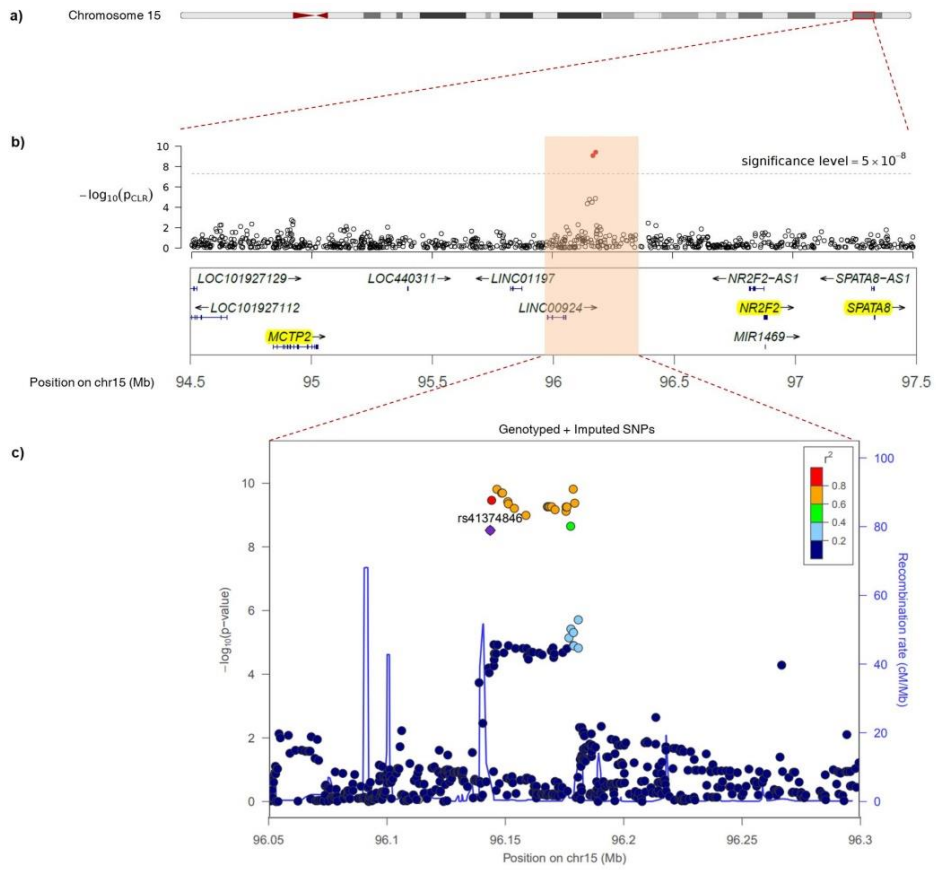 a)
Chromosome 15
b)
10
8
6
4
2
0
−log₁₀(pCLR)
significance level = 5 × 10⁻⁸
LOC101927129→ LOC440311→ ←LINC01197 ←NR2F2−AS1 ←SPATA8−AS1
←LOC101927112 LINC00924→ NR2F2→ SPATA8→
MCTP2→ MIR1469→
Position on chr15 (Mb)
94.5 95 95.5 96 96.5 97 97.5
c)
Genotyped + Imputed SNPs
10
8
6
4
2
0
−log₁₀(p−value)
rs41374846
r²
0.8
0.6
0.4
0.2
100
80
60
40
20
0
Recombination rate (cM/Mb)
96.05 96.1 96.15 96.2 96.25 96.3
Position on chr15 (Mb)